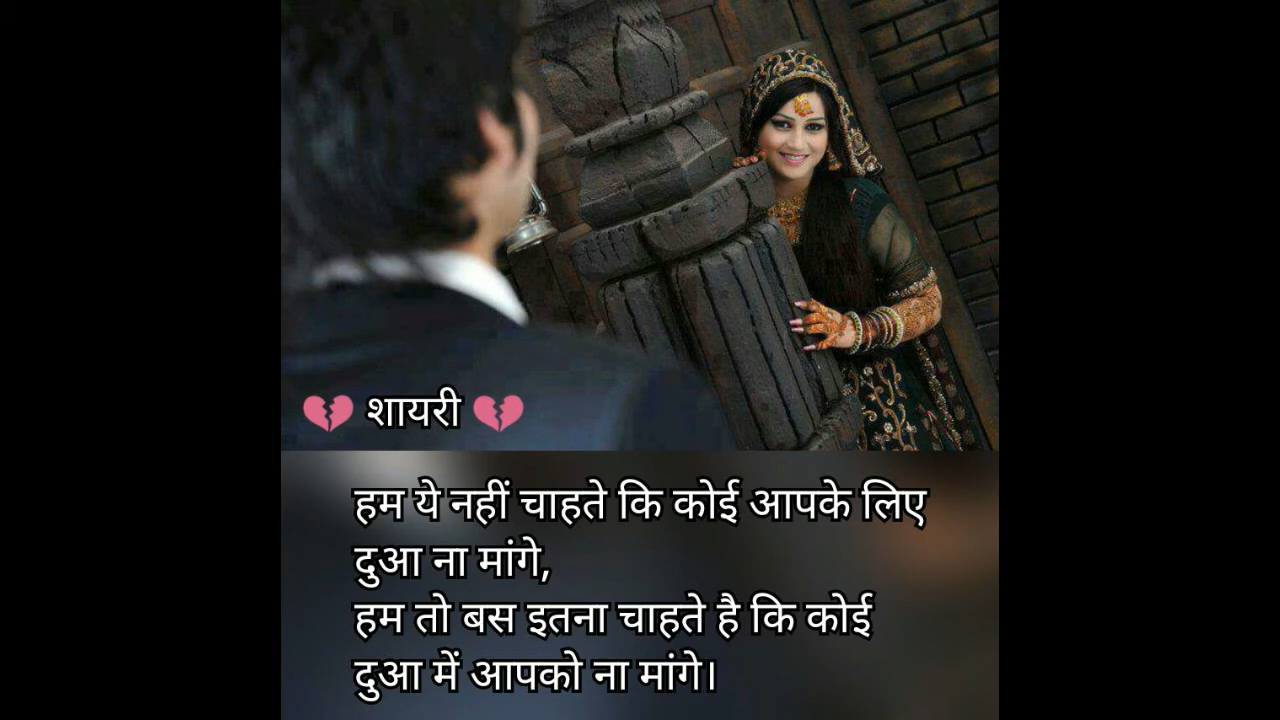 💔 शायरी 💔
हम ये नहीं चाहते कि कोई आपके लिए
दुआ ना मांगे,
हम तो बस इतना चाहते है कि कोई
दुआ में आपको ना मांगे।